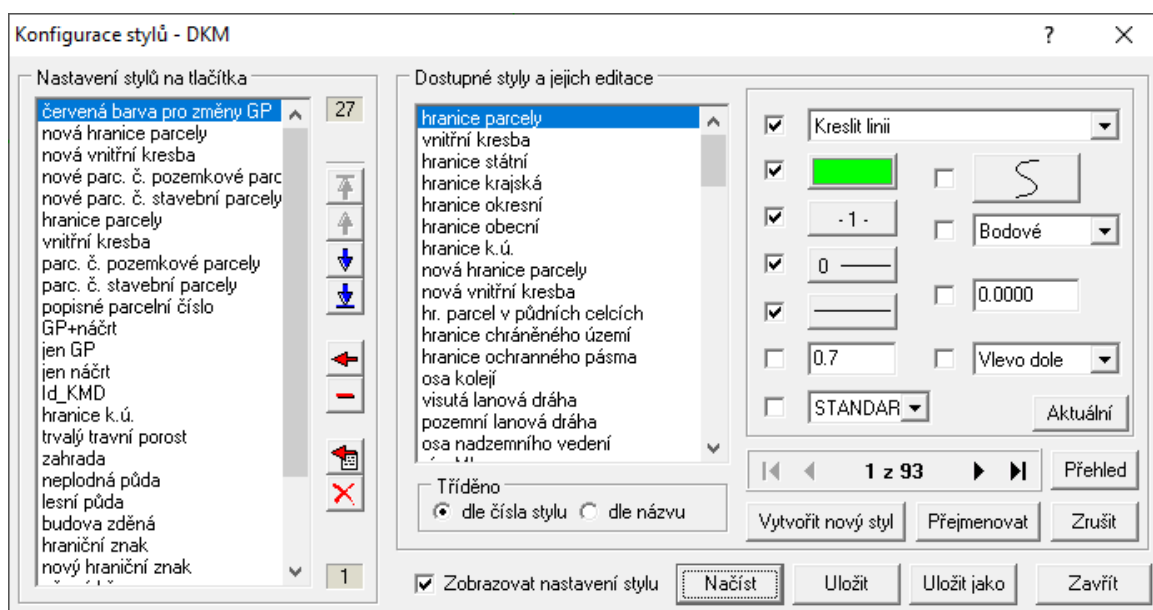 Konfigurace stylů - DKM
Nastavení stylů na tlačítka
červená barva pro změny GP
nová hranice parcely
nová vnitřní kresba
nové parc. č. pozemkové parc
nové parc. č. stavební parcely
hranice parcely
vnitřní kresba
parc. č. pozemkové parcely
parc. č. stavební parcely
popisné parcelní číslo
GP+náčrt
jen GP
jen náčrt
Id_KMD
hranice k.ú.
trvalý travní porost
zahrada
neplodná půda
lesní půda
budova zděná
hraniční znak
nový hraniční znak
27
1
Dostupné styly a jejich editace
hranice parcely
vnitřní kresba
hranice státní
hranice krajská
hranice okresní
hranice obecní
hranice k.ú.
nová hranice parcely
nová vnitřní kresba
hr. parcel v půdních celcích
hranice chráněného území
hranice ochranného pásma
osa kolejí
visutá lanová dráha
pozemní lanová dráha
osa nadzemního vedení
Tříděno
dle čísla stylu dle názvu
Kreslit linii
- 1 -
Bodové
0
0.0000
0.7
Vlevo dole
STANDAR
Aktuální
1 z 93
Přehled
Vytvořit nový styl Přejmenovat Zrušit
Zobrazovat nastavení stylu Načíst Uložit Uložit jako Zavřít